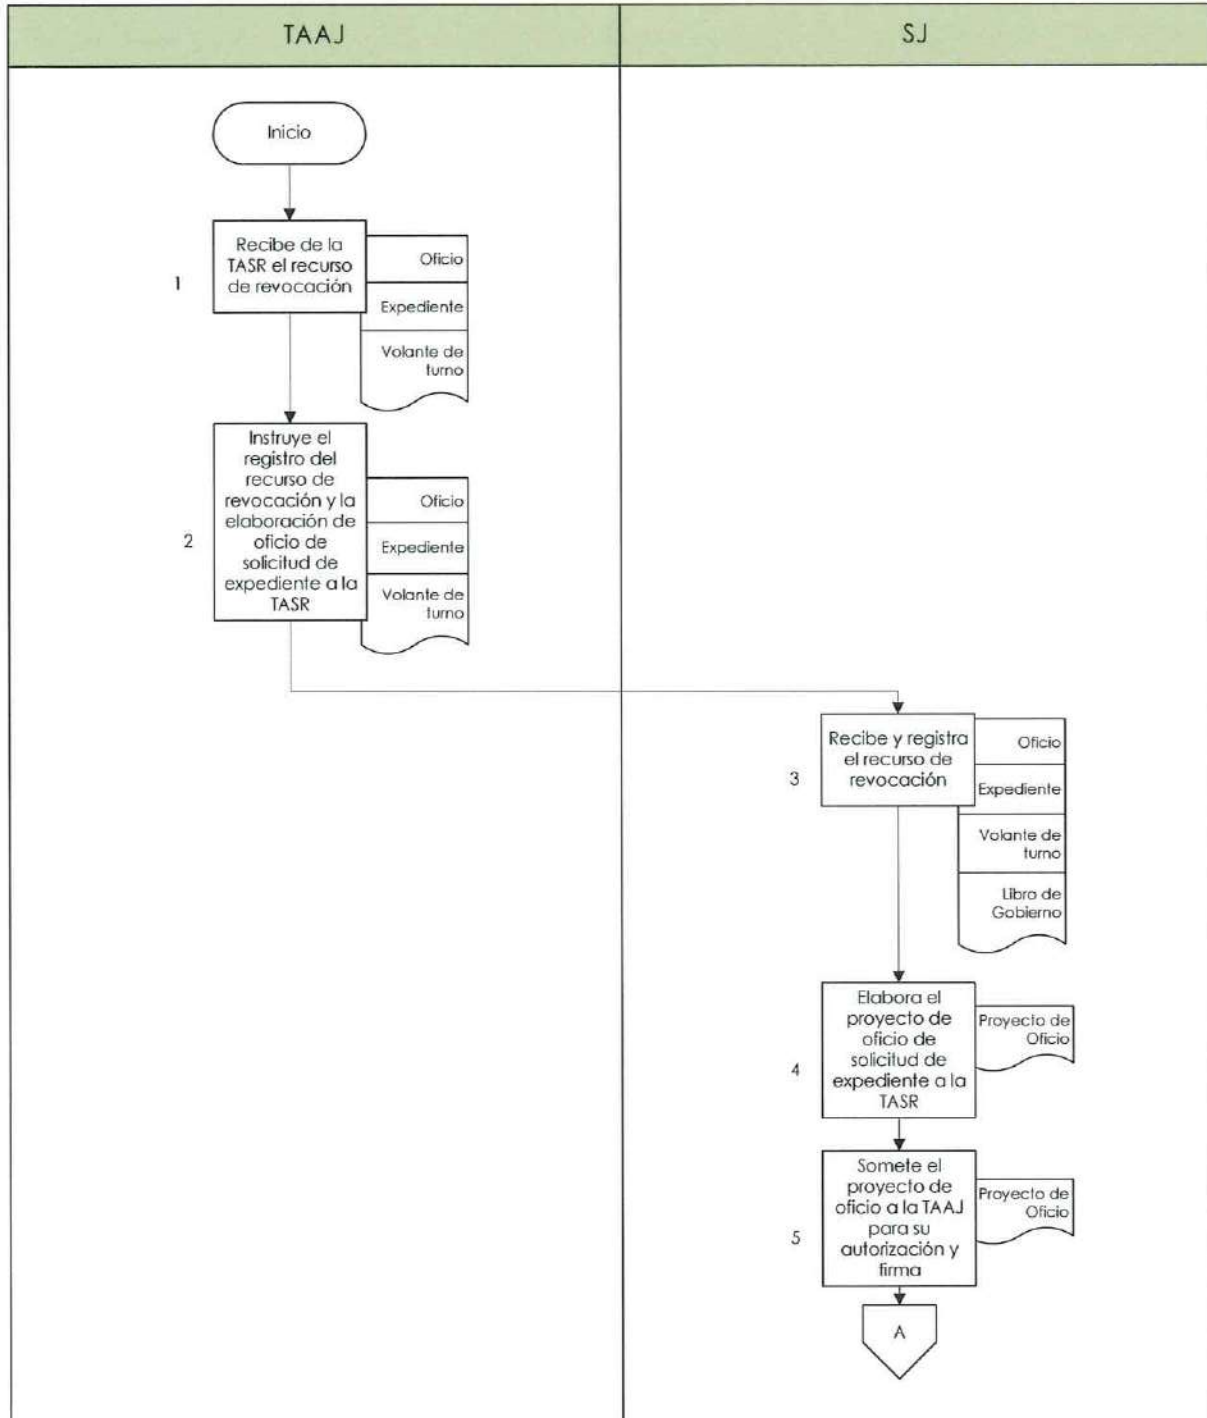 TAAJ
SJ
Inicio
1
Recibe de la
TASR el recurso
de revocación
Oficio
Expediente
Volante de
turno
2
Instruye el
registro del
recurso de
revocación y la
elaboración de
oficio de
solicitud de
expediente a la
TASR
Oficio
Expediente
Volante de
turno
3
Recibe y registra
el recurso de
revocación
Oficio
Expediente
Volante de
turno
Libro de
Gobierno
4
Elabora el
proyecto de
oficio de
solicitud de
expediente a la
TASR
Proyecto de
Oficio
5
Somete el
proyecto de
oficio a la TAAJ
para su
autorización y
firma
Proyecto de
Oficio
A